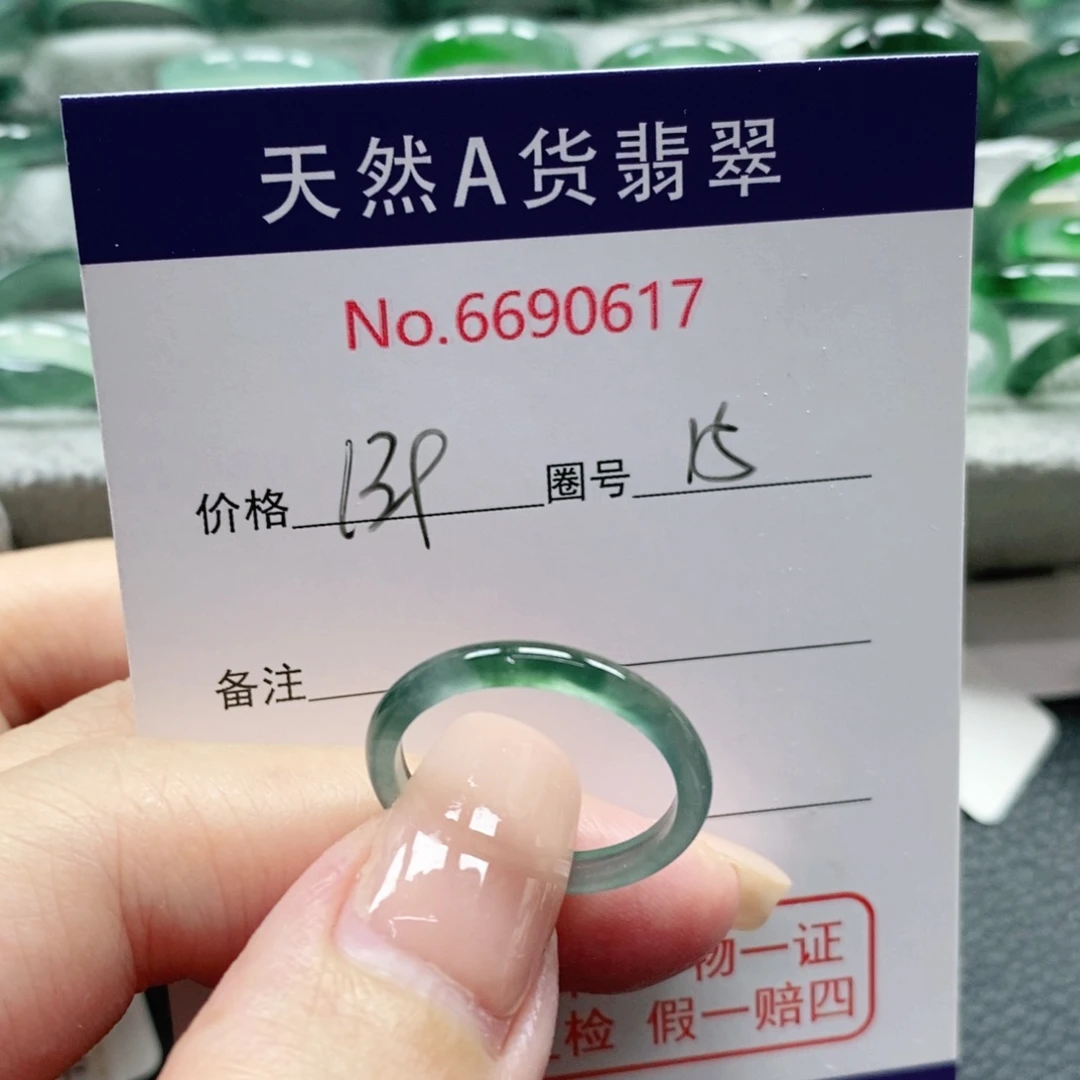 天然A货翡翠
No.6690617
价格 139 圈号 15
备注
物一证
检 假一赔四